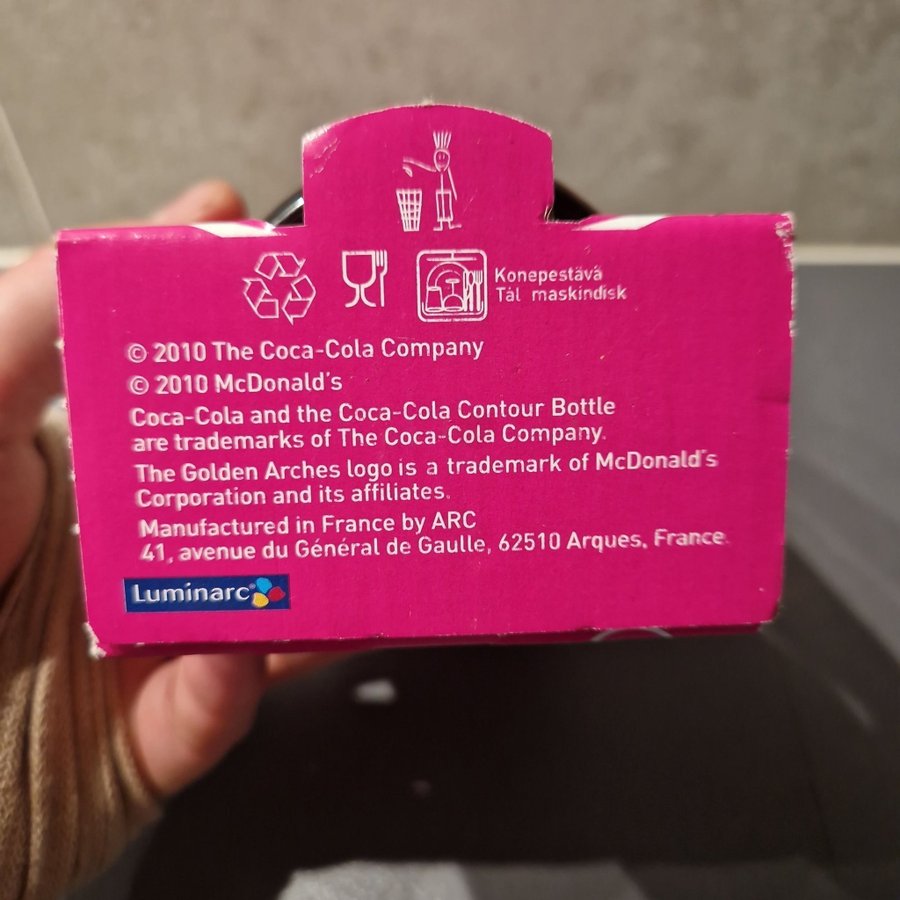 Konepestävä
Tål maskindisk
© 2010 The Coca-Cola Company
© 2010 McDonald's
Coca-Cola and the Coca-Cola Contour Bottle
are trademarks of The Coca-Cola Company.
The Golden Arches logo is a trademark of McDonald's
Corporation and its affiliates.
Manufactured in France by ARC
41, avenue du Général de Gaulle, 62510 Arques, France.
Luminarc®